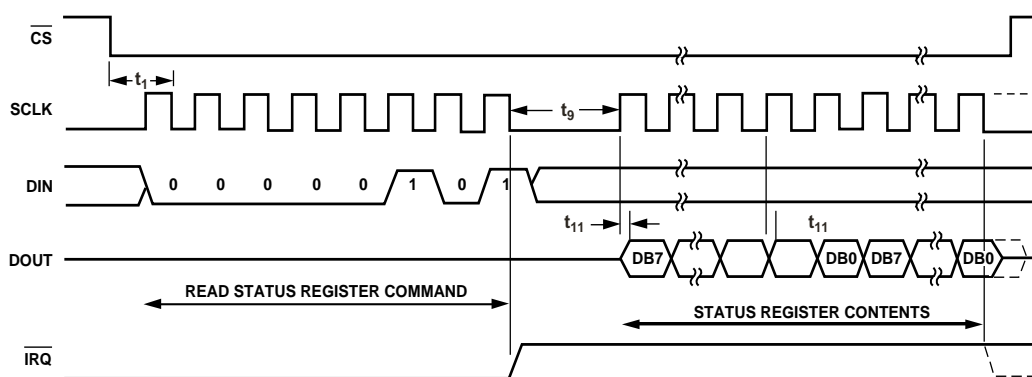 CS
t1
SCLK
t9
DIN 0 0 0 0 0 1 0 1
t11 t11
DOUT DB7 DB0 DB7 DB0
READ STATUS REGISTER COMMAND
STATUS REGISTER CONTENTS
IRQ